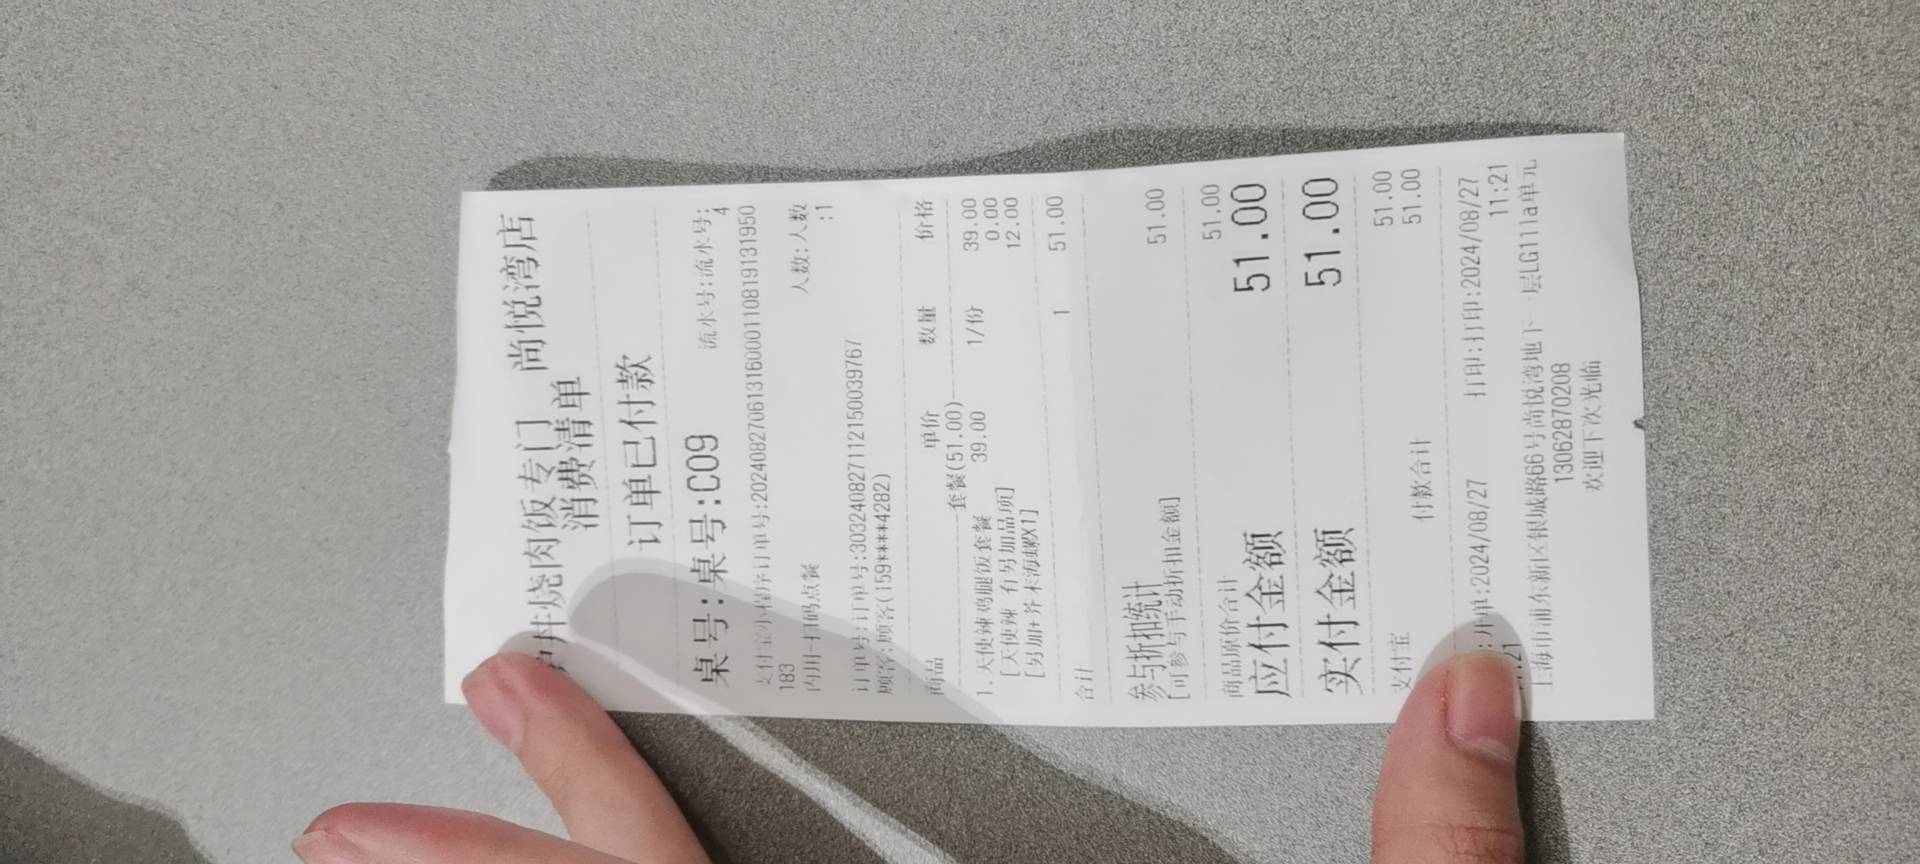 井烧肉饭专门 尚悦湾店
消费清单
订单已付款
桌号:桌号:C09 流水号:流水号:
4
支付宝小程序订单号:20240827061316000110819131950
183
内用-扫码点餐 人数:人数
:1
订单号:订单号:303240827112150039767
顾客:顾客(159****4282)
商品 单价 数量 价格
套餐(51.00)
1.天使辣鸡腿饭套餐 39.00 1/份 39.00
[天使辣 有另加品项] 0.00
[另加+芥末海螺X1] 12.00
合计 1 51.00
参与折扣统计
[可参与手动折扣金额] 51.00
商品原价合计 51.00
应付金额 51.00
实付金额 51.00
支付宝 51.00
付款合计 51.00
:开单:2024/08/27 打印:打印:2024/08/27
:21 11:21
上海市浦东新区银城路66号尚悦湾地下一层LG111a单元
13062870208
欢迎下次光临